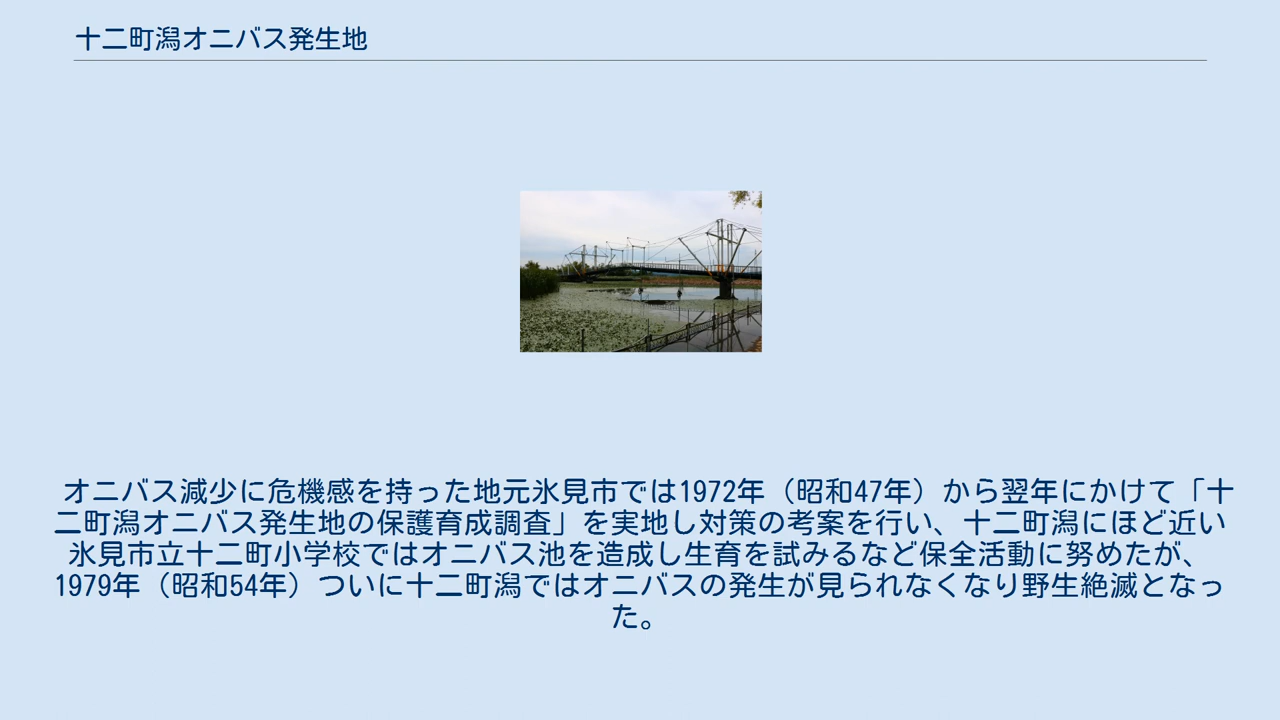 十二町潟オニバス発生地
オニバス減少に危機感を持った地元氷見市では1972年（昭和47年）から翌年にかけて「十
二町潟オニバス発生地の保護育成調査」を実地し対策の考案を行い、十二町潟にほど近い
氷見市立十二町小学校ではオニバス池を造成し生育を試みるなど保全活動に努めたが、
1979年（昭和54年）ついに十二町潟ではオニバスの発生が見られなくなり野生絶滅となっ
た。